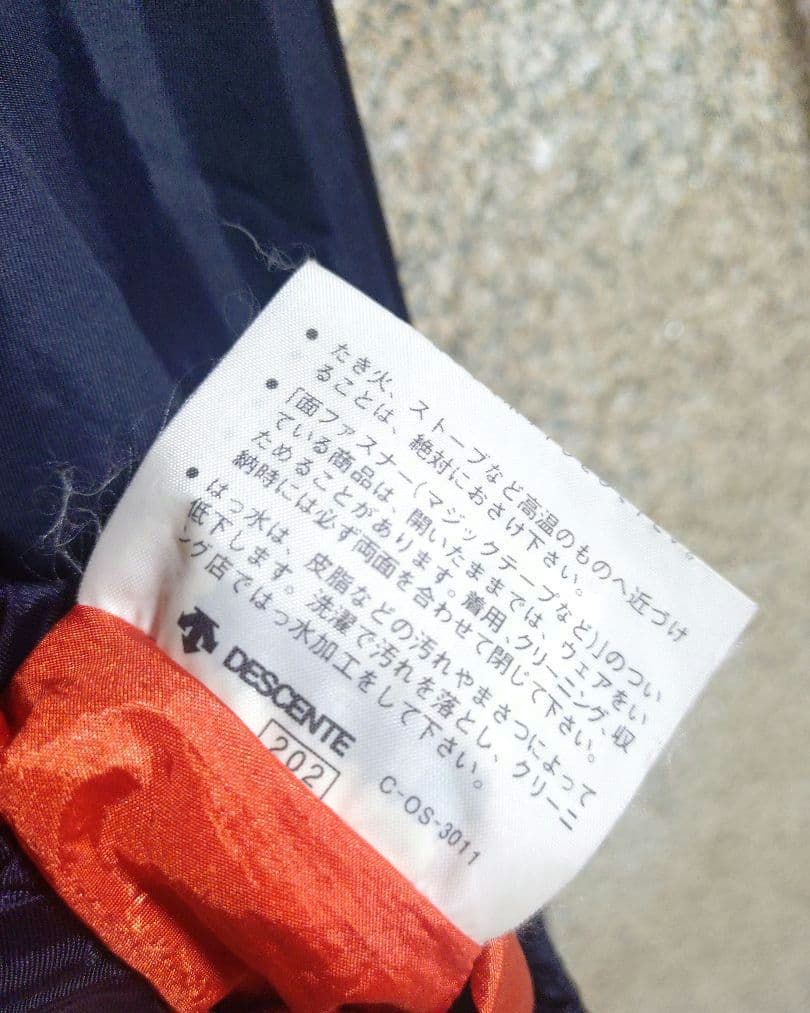 • たき火、ストーブなど高温のものへ近づけ
ることは、絶対におさけ下さい。
• 「面ファスナー(マジックテープなど)」のつい
ている商品は、開いたままでは、ウェアをい
ためることがあります。着用、クリーニング、収
納時には必ず両面を合わせて閉じて下さい。
• はっ水は、皮脂などの汚れやまさつによって
低下します。洗濯で汚れを落とし、クリーニ
ング店ではっ水加工をして下さい。
DESCENTE
202
C-OS-3011